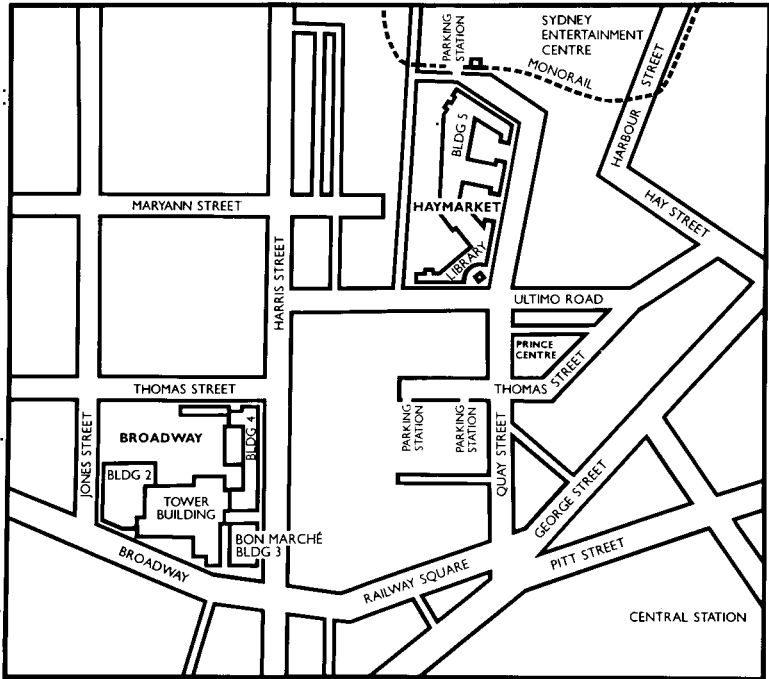 PARKING
STATION
SYDNEY
ENTERTAINMENT
CENTRE
MONORAIL
HARBOUR STREET
BLDG 5
MARYANN STREET
HAYMARKET
HAY STREET
LIBRARY
HARRIS STREET
ULTIMO ROAD
PRINCE
CENTRE
THOMAS STREET
THOMAS STREET
JONES STREET
BROADWAY
BLDG 4
PARKING
STATION
PARKING
STATION
QUAY STREET
BLDG 2
TOWER
BUILDING
GEORGE STREET
BON MARCHÉ
BLDG 3
BROADWAY
RAILWAY SQUARE
PITT STREET
CENTRAL STATION